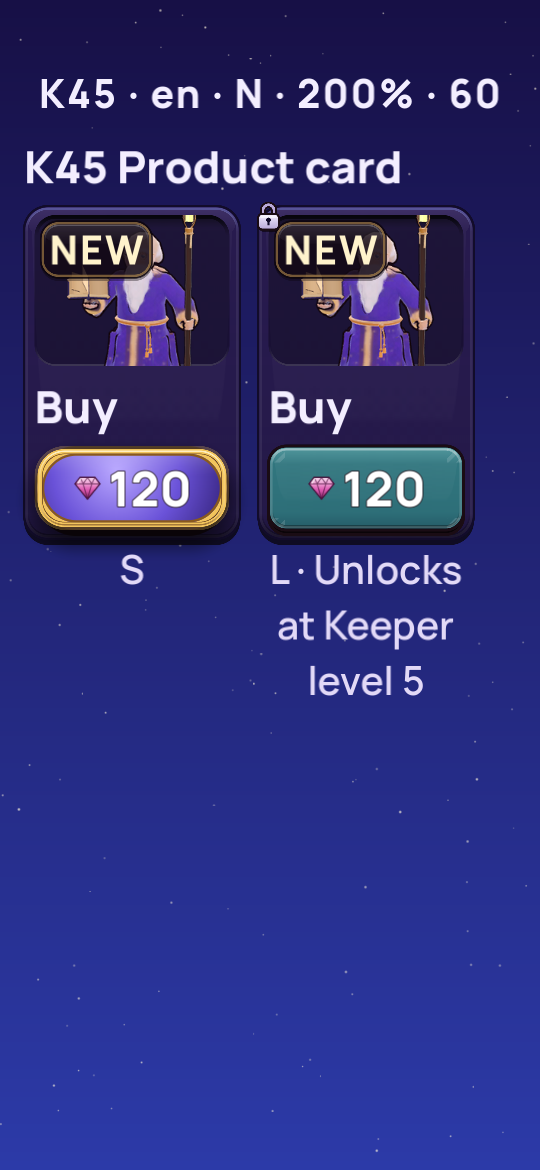 K45 · en · N · 200% · 60
K45 Product card
NEW
Buy
120
S
NEW
Buy
120
L · Unlocks
at Keeper
level 5